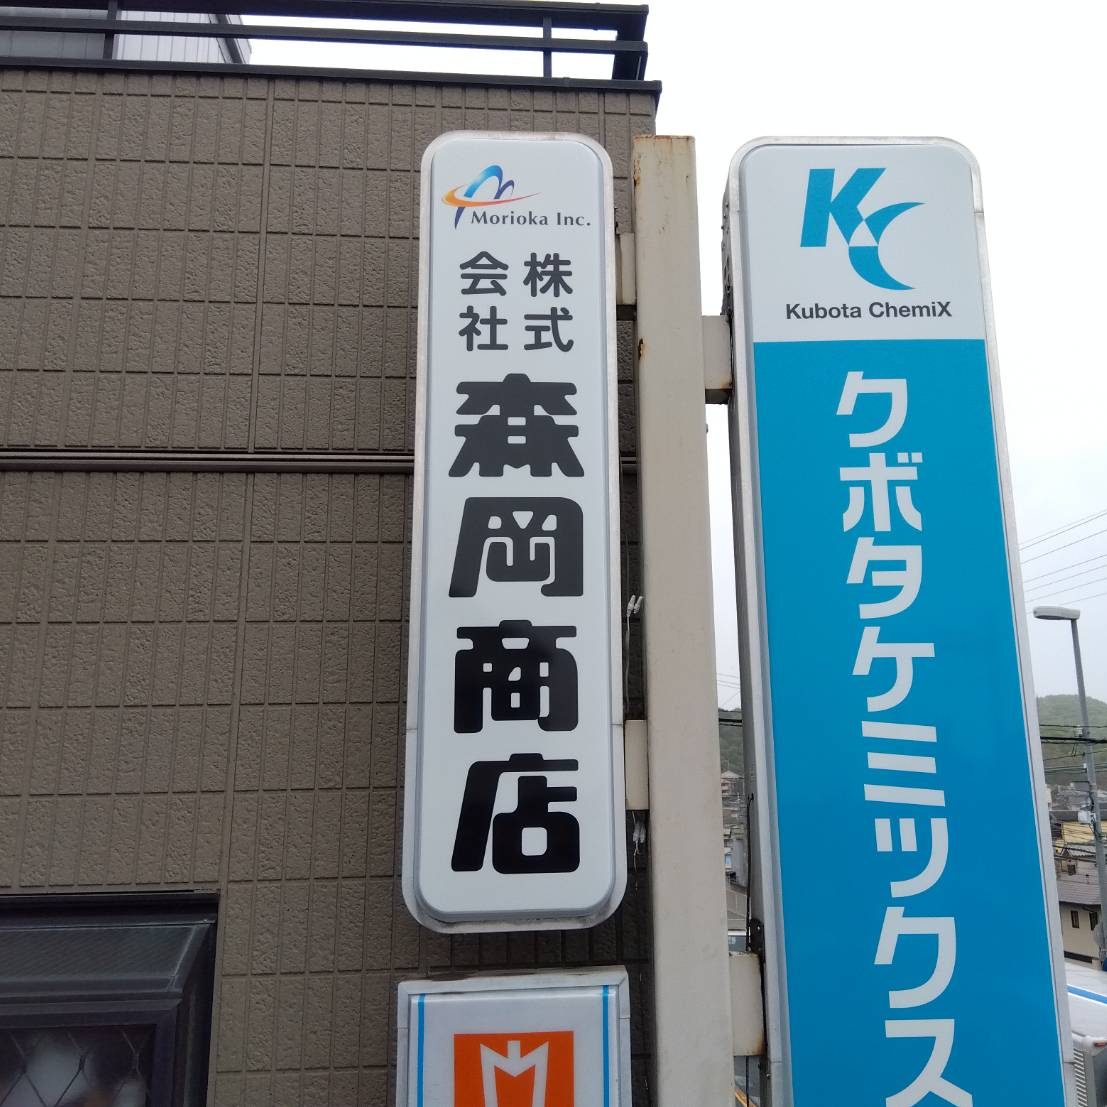 Morioka Inc.
株式
会社
森岡商店
KC
Kubota ChemiX
クボタケミックス